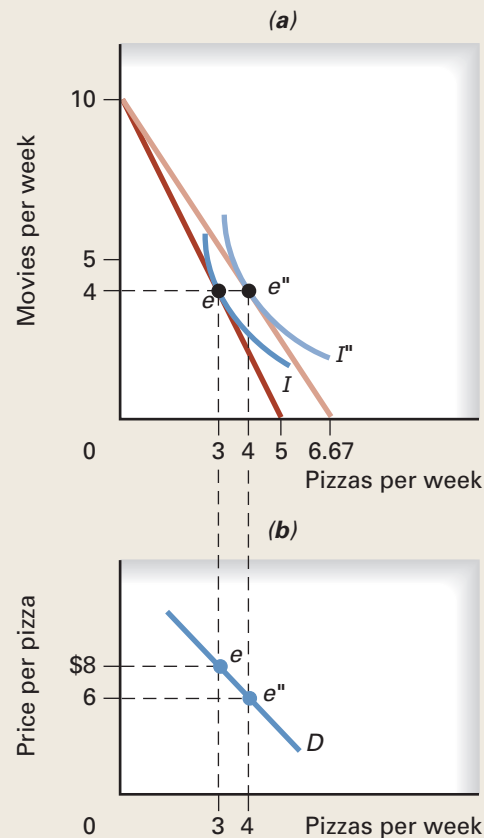 (a)
Movies per week
10
5
4
e
e"
I
I"
0
3 4 5 6.67
Pizzas per week
(b)
Price per pizza
$8
6
e
e"
D
0
3 4
Pizzas per week